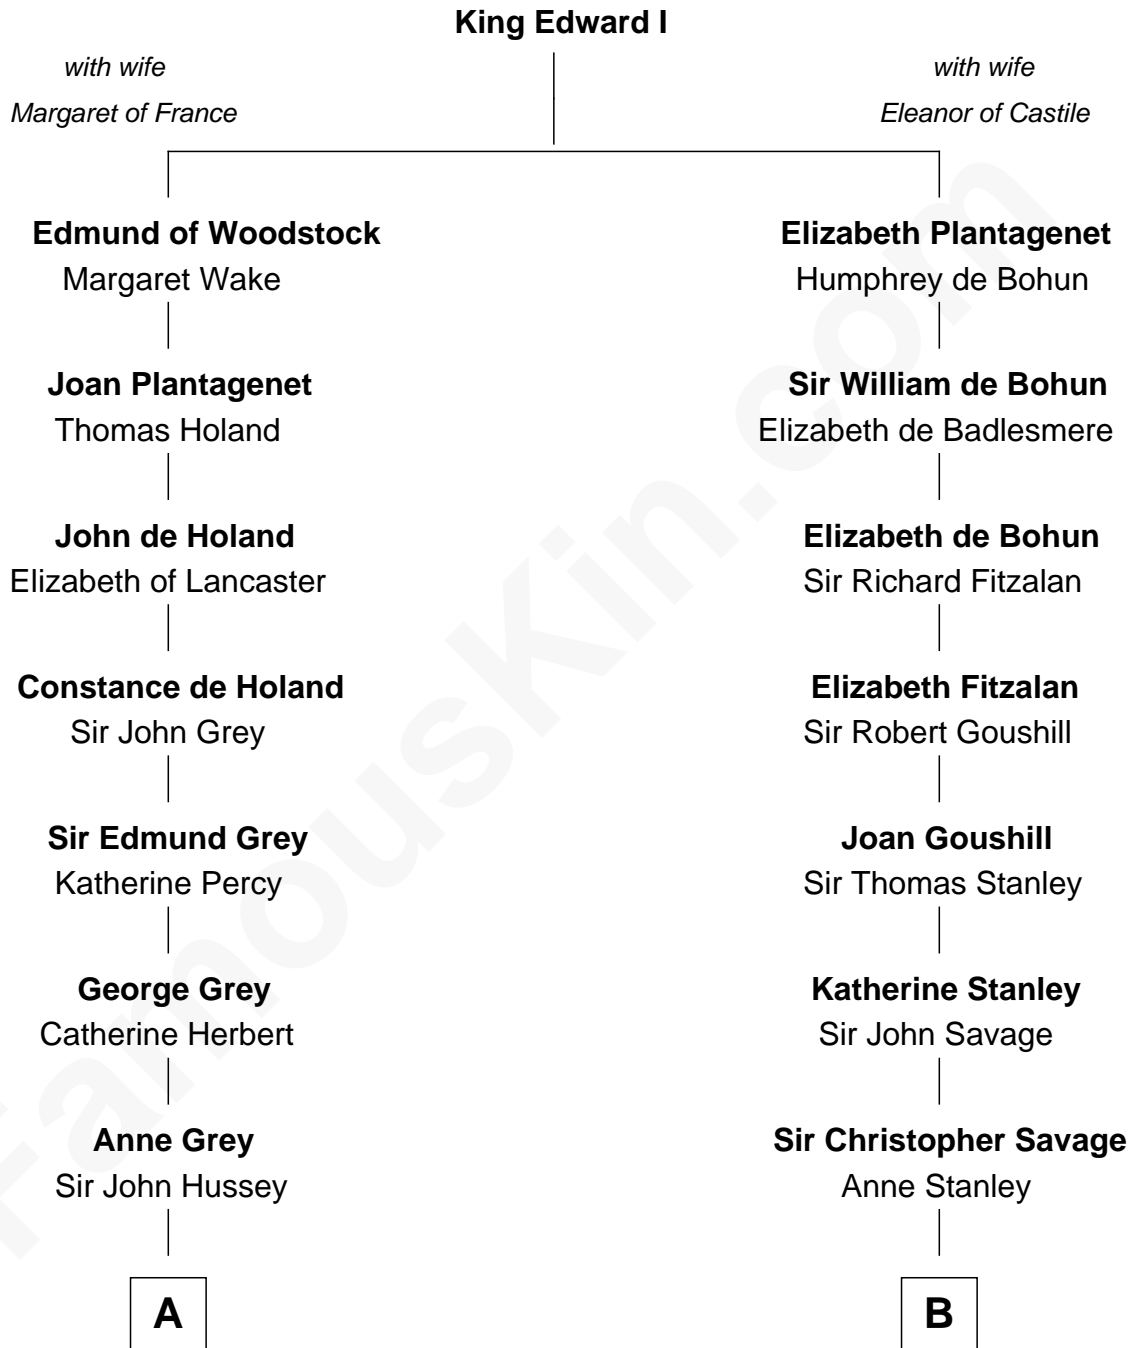 King Edward I
with wife
Margaret of France
with wife
Eleanor of Castile
Edmund of Woodstock
Margaret Wake
Elizabeth Plantagenet
Humphrey de Bohun
Joan Plantagenet
Thomas Holand
Sir William de Bohun
Elizabeth de Badlesmere
John de Holand
Elizabeth of Lancaster
Elizabeth de Bohun
Sir Richard Fitzalan
Constance de Holand
Sir John Grey
Elizabeth Fitzalan
Sir Robert Goushill
Sir Edmund Grey
Katherine Percy
Joan Goushill
Sir Thomas Stanley
George Grey
Catherine Herbert
Katherine Stanley
Sir John Savage
Anne Grey
Sir John Hussey
Sir Christopher Savage
Anne Stanley
A
B
FamousKin.com